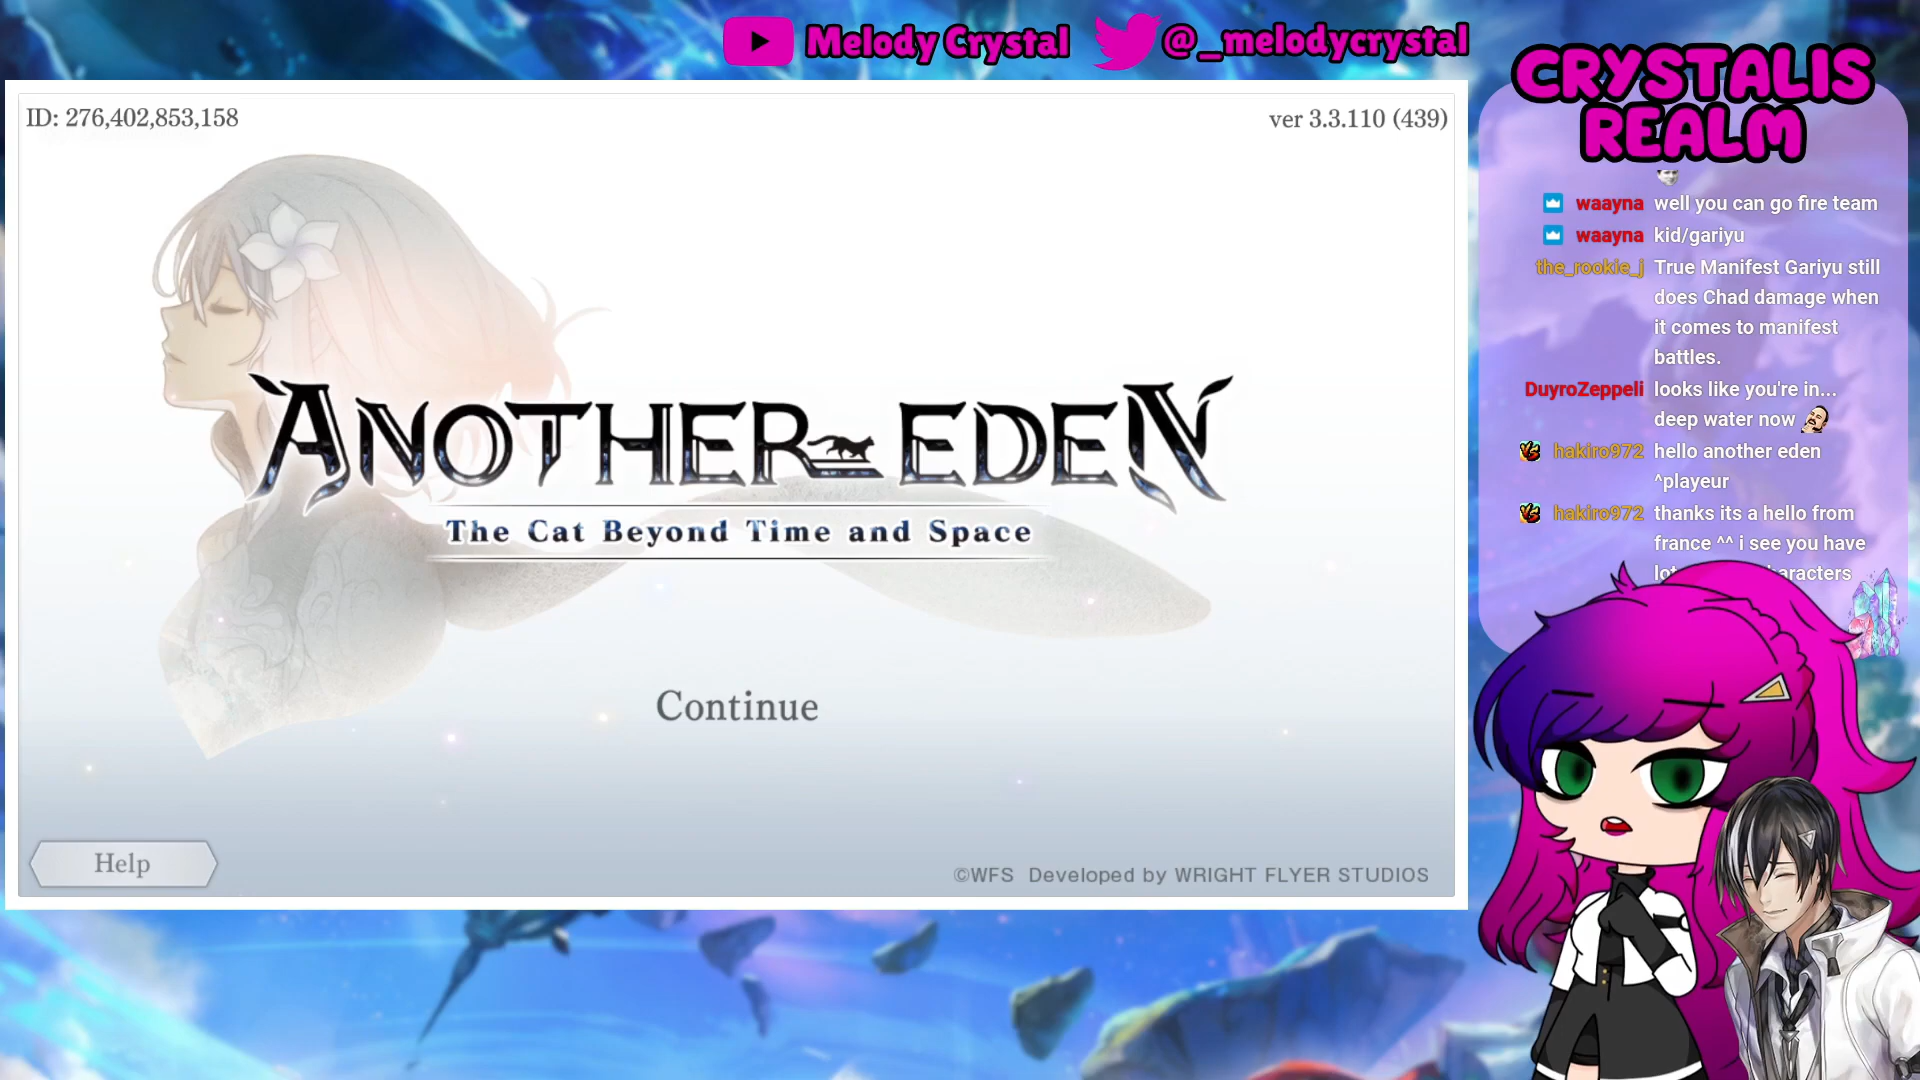 Melody Crystal @_melodycrystal
CRYSTALIS
REALM
ID: 276,402,853,158
ver 3.3.110 (439)
ANOTHER EDEN
The Cat Beyond Time and Space
Continue
Help
©WFS Developed by WRIGHT FLYER STUDIOS
waayna well you can go fire team
waayna kid/gariyu
the_rookie_j True Manifest Gariyu still
does Chad damage when
it comes to manifest
battles.
DuyroZeppeli looks like you're in...
deep water now
hakiro972 hello another eden
^playeur
hakiro972 thanks its a hello from
france ^^ i see you have